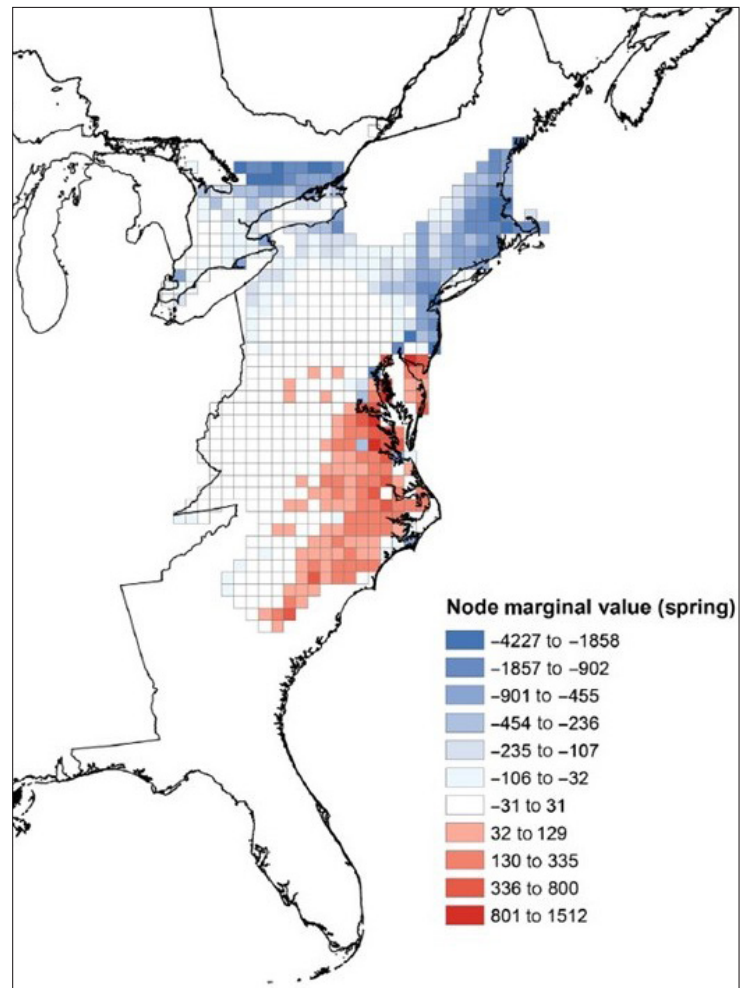 Node marginal value (spring)
−4227 to −1858
−1857 to −902
−901 to −455
−454 to −236
−235 to −107
−106 to −32
−31 to 31
32 to 129
130 to 335
336 to 800
801 to 1512